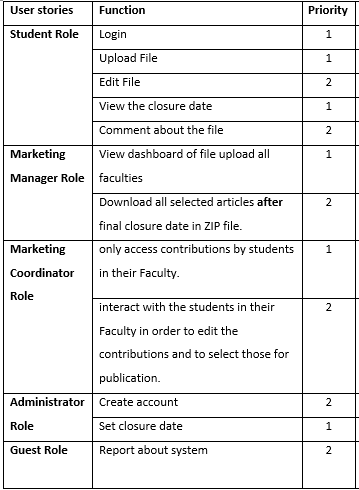 User stories Function Priority
Student Role Login 1
Upload File 1
Edit File 2
View the closure date 1
Comment about the file 2
Marketing View dashboard of file upload all 1
Manager Role faculties
Download all selected articles after 2
final closure date in ZIP file.
Marketing only access contributions by students 1
Coordinator in their Faculty.
Role
interact with the students in their 2
Faculty in order to edit the
contributions and to select those for
publication.
Administrator Create account 2
Role Set closure date 1
Guest Role Report about system 2